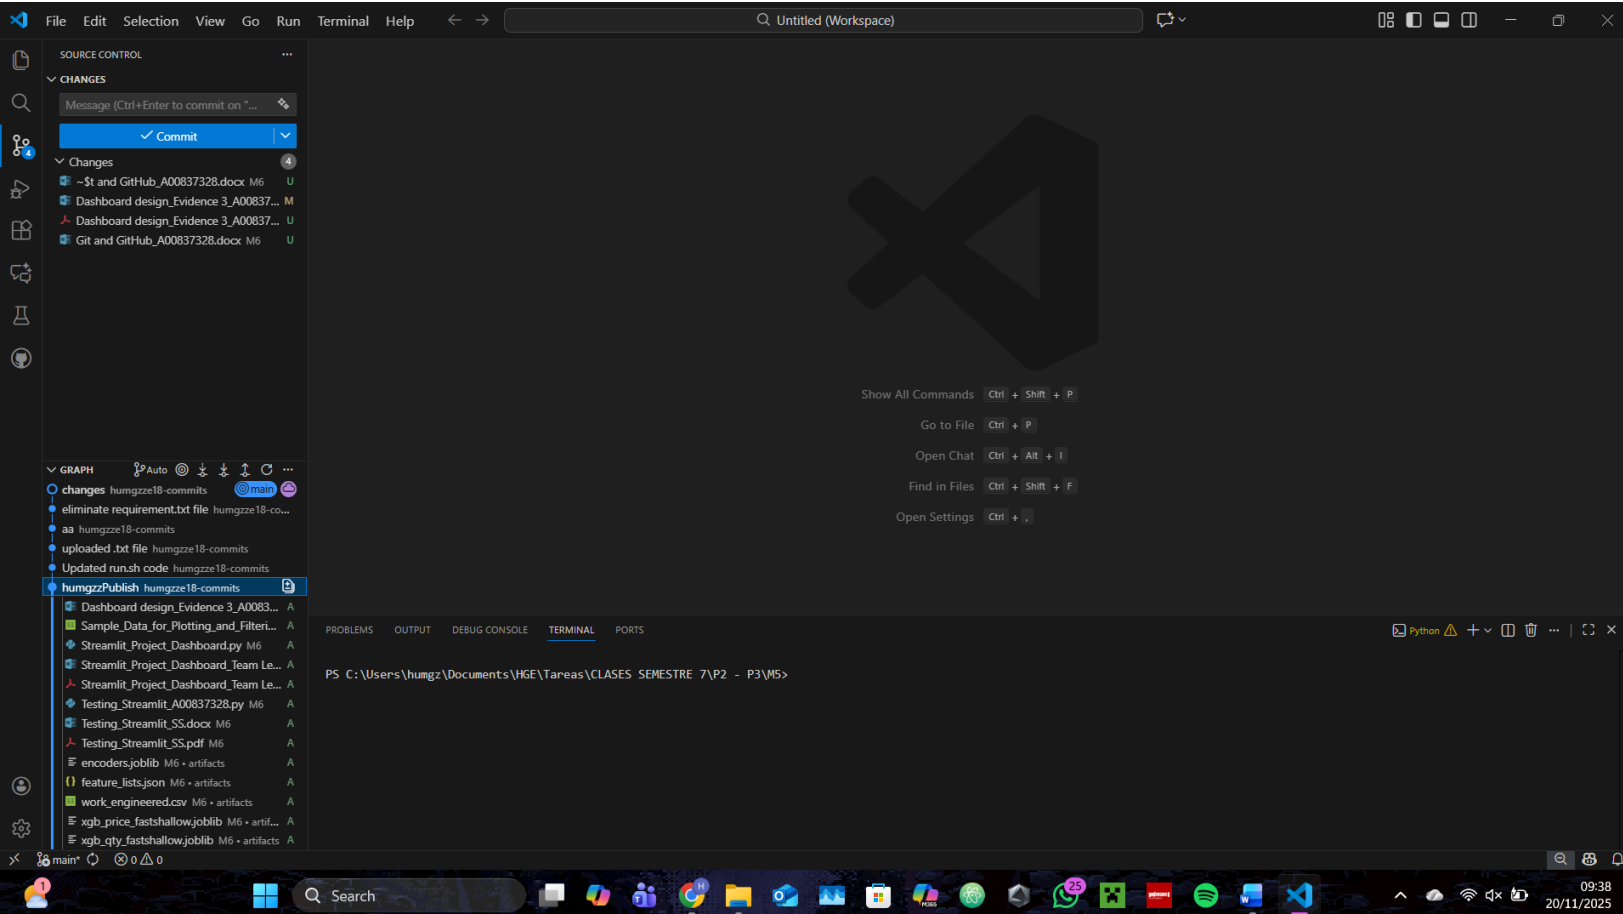 File Edit Selection View Go Run Terminal Help
Untitled (Workspace)
SOURCE CONTROL
CHANGES
Message (Ctrl+Enter to commit on "...
Commit
Changes 4
~$t and GitHub_A00837328.docx M6 U
Dashboard design_Evidence 3_A00837... M
Dashboard design_Evidence 3_A00837... U
Git and GitHub_A00837328.docx M6 U
4
Show All Commands Ctrl + Shift + P
Go to File Ctrl + P
Open Chat Ctrl + Alt + I
Find in Files Ctrl + Shift + F
Open Settings Ctrl + ,
GRAPH Auto
changes humgzze18-commits main
eliminate requirement.txt file humgzze18-co...
aa humgzze18-commits
uploaded .txt file humgzze18-commits
Updated run.sh code humgzze18-commits
humgzzPublish humgzze18-commits
Dashboard design_Evidence 3_A0083... A
Sample_Data_for_Plotting_and_Filteri... A
Streamlit_Project_Dashboard.py M6 A
Streamlit_Project_Dashboard_Team Le... A
Streamlit_Project_Dashboard_Team Le... A
Testing_Streamlit_A00837328.py M6 A
Testing_Streamlit_SS.docx M6 A
Testing_Streamlit_SS.pdf M6 A
encoders.joblib M6 • artifacts A
feature_lists.json M6 • artifacts A
work_engineered.csv M6 • artifacts A
xgb_price_fastshallow.joblib M6 • artif... A
xgb_qty_fastshallow.joblib M6 • artifacts A
PROBLEMS OUTPUT DEBUG CONSOLE TERMINAL PORTS
Python
PS C:\Users\humgz\Documents\HGE\Tareas\CLASES SEMESTRE 7\P2 - P3\M5>
main* 0 0
1
Search
H
M365
25
W
09:38
20/11/2025